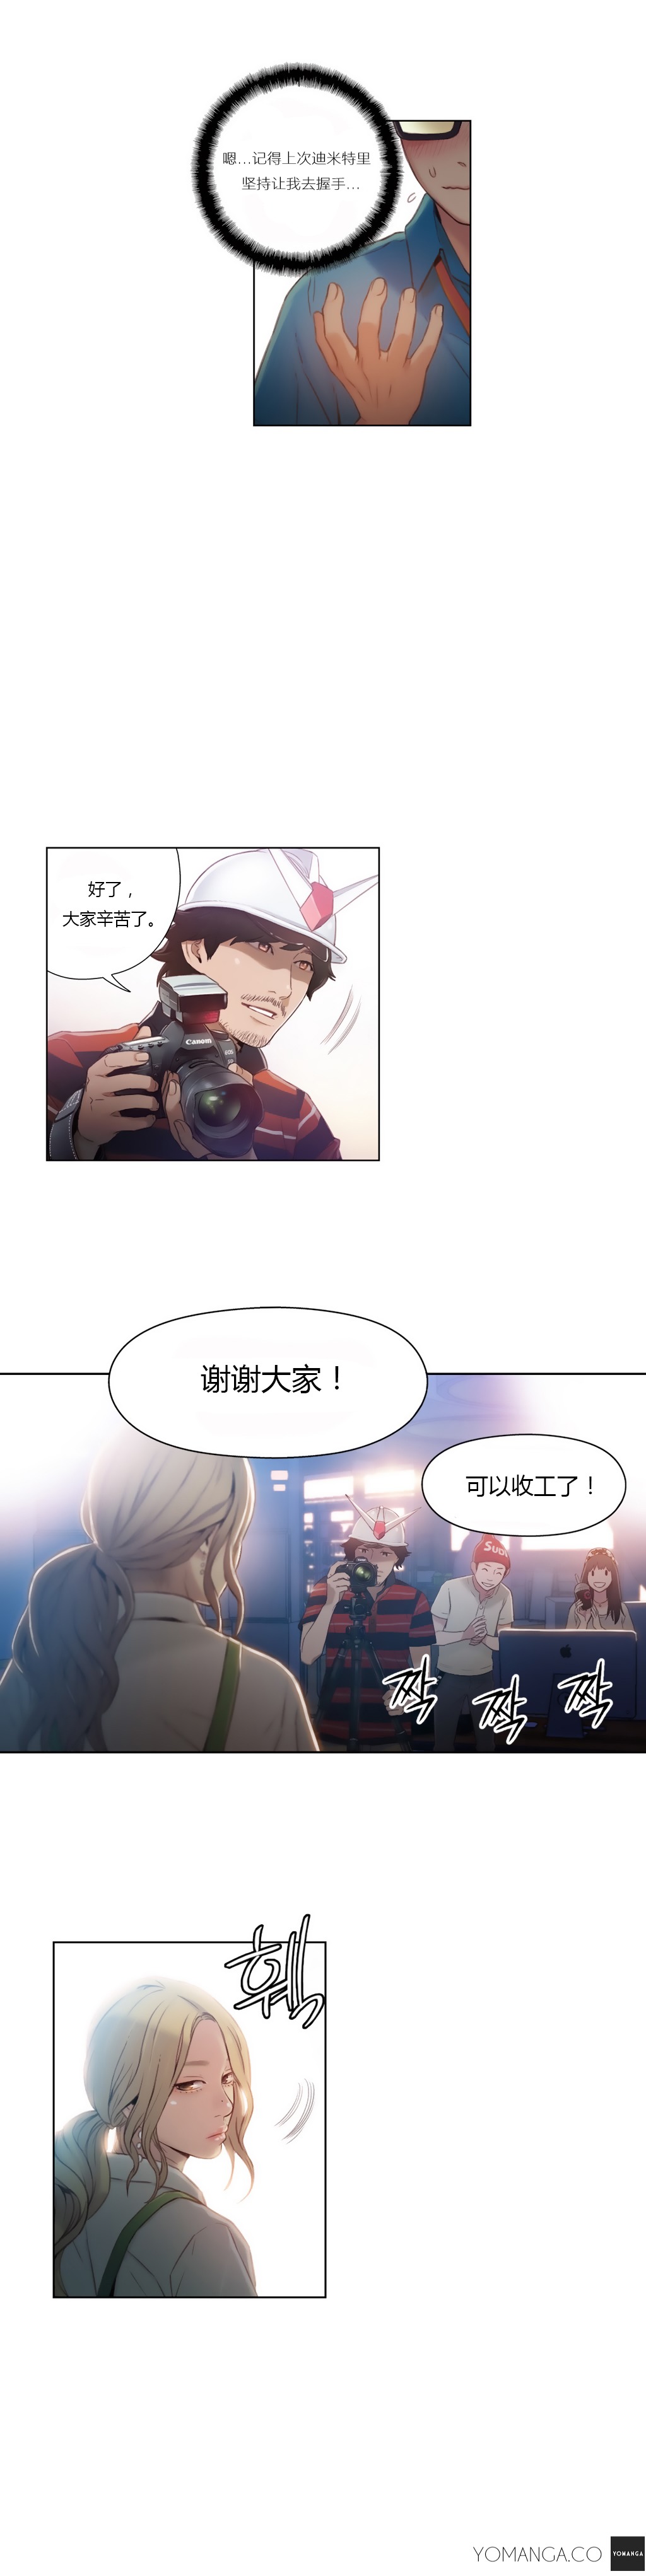 嗯...记得上次迪米特里
坚持让我去握手...
好了，
大家辛苦了。
Canon
EOS
谢谢大家！
可以收工了！
SUDI
짝
짝
짝
휙
YOMANGA.CO
YOMANGA